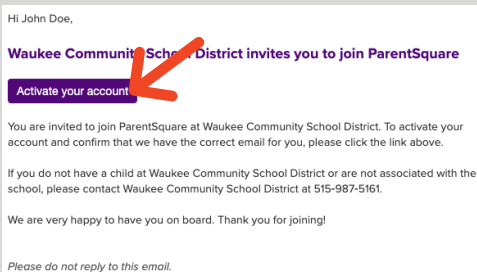 Hi John Doe,
Waukee Community School District invites you to join ParentSquare
Activate your account
You are invited to join ParentSquare at Waukee Community School District. To activate your
account and confirm that we have the correct email for you, please click the link above.
If you do not have a child at Waukee Community School District or are not associated with the
school, please contact Waukee Community School District at 515-987-5161.
We are very happy to have you on board. Thank you for joining!
Please do not reply to this email.